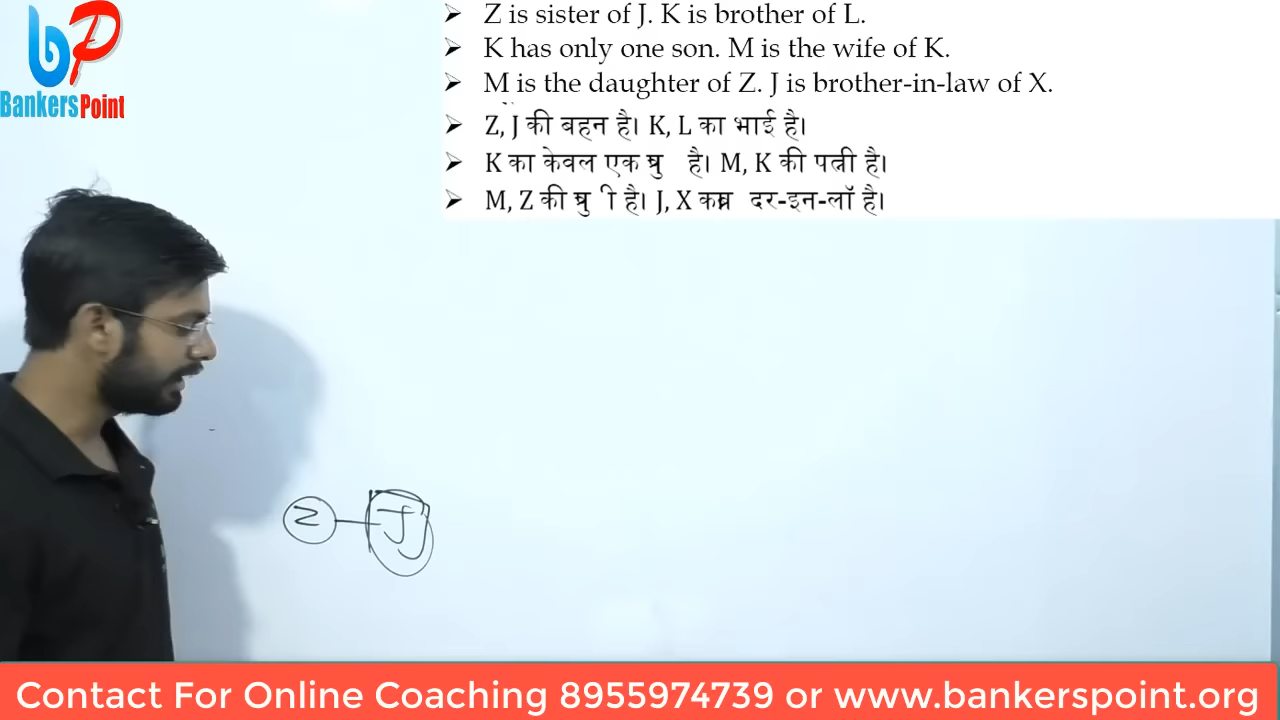 bp
BankersPoint
➢ Z is sister of J. K is brother of L.
➢ K has only one son. M is the wife of K.
➢ M is the daughter of Z. J is brother-in-law of X.
➢ Z, J की बहन है। K, L का भाई है।
➢ K का केवल एक है। M, K की पत्नी है।
➢ M, Z की है। J, X दर-इन-लॉ है।
Z J
Contact For Online Coaching 8955974739 or www.bankerspoint.org